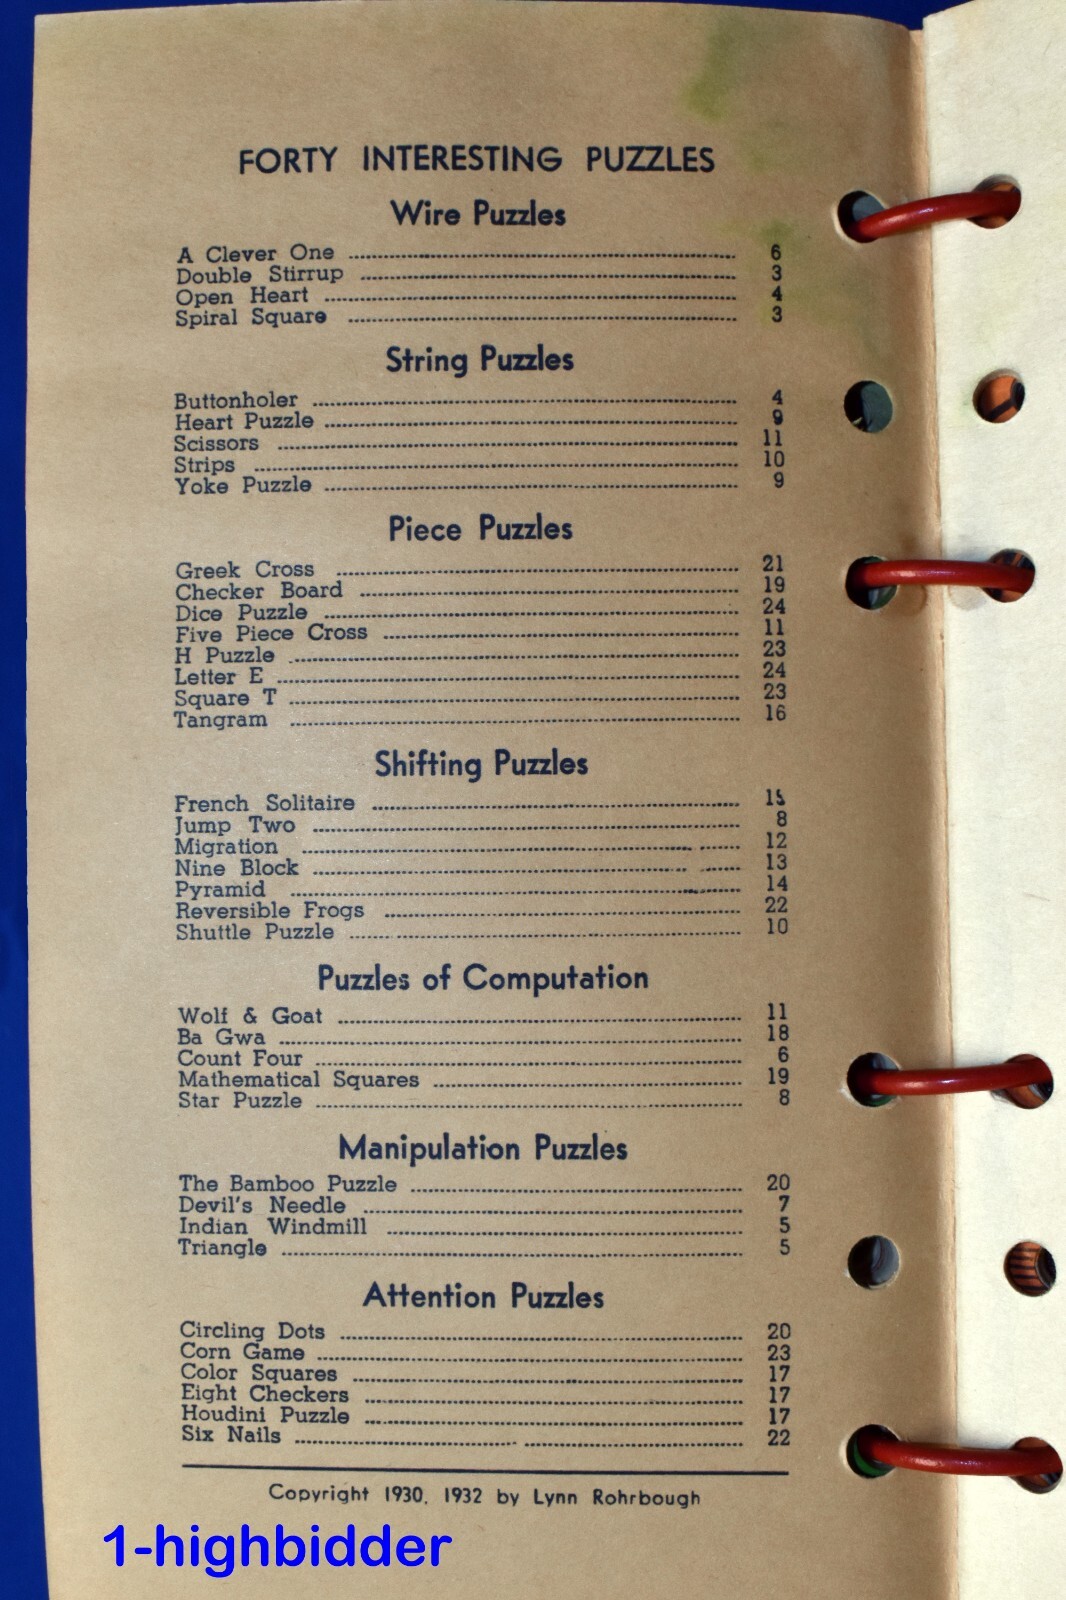 FORTY INTERESTING PUZZLES
Wire Puzzles
A Clever One 6
Double Stirrup 3
Open Heart 4
Spiral Square 3
String Puzzles
Buttonholer 4
Heart Puzzle 9
Scissors 11
Strips 10
Yoke Puzzle 9
Piece Puzzles
Greek Cross 21
Checker Board 19
Dice Puzzle 24
Five Piece Cross 11
H Puzzle 23
Letter E 24
Square T 23
Tangram 16
Shifting Puzzles
French Solitaire 15
Jump Two 8
Migration 12
Nine Block 13
Pyramid 14
Reversible Frogs 22
Shuttle Puzzle 10
Puzzles of Computation
Wolf & Goat 11
Ba Gwa 18
Count Four 6
Mathematical Squares 19
Star Puzzle 8
Manipulation Puzzles
The Bamboo Puzzle 20
Devil's Needle 7
Indian Windmill 5
Triangle 5
Attention Puzzles
Circling Dots 20
Corn Game 23
Color Squares 17
Eight Checkers 17
Houdini Puzzle 17
Six Nails 22
Copyright 1930, 1932 by Lynn Rohrbough
1-highbidder